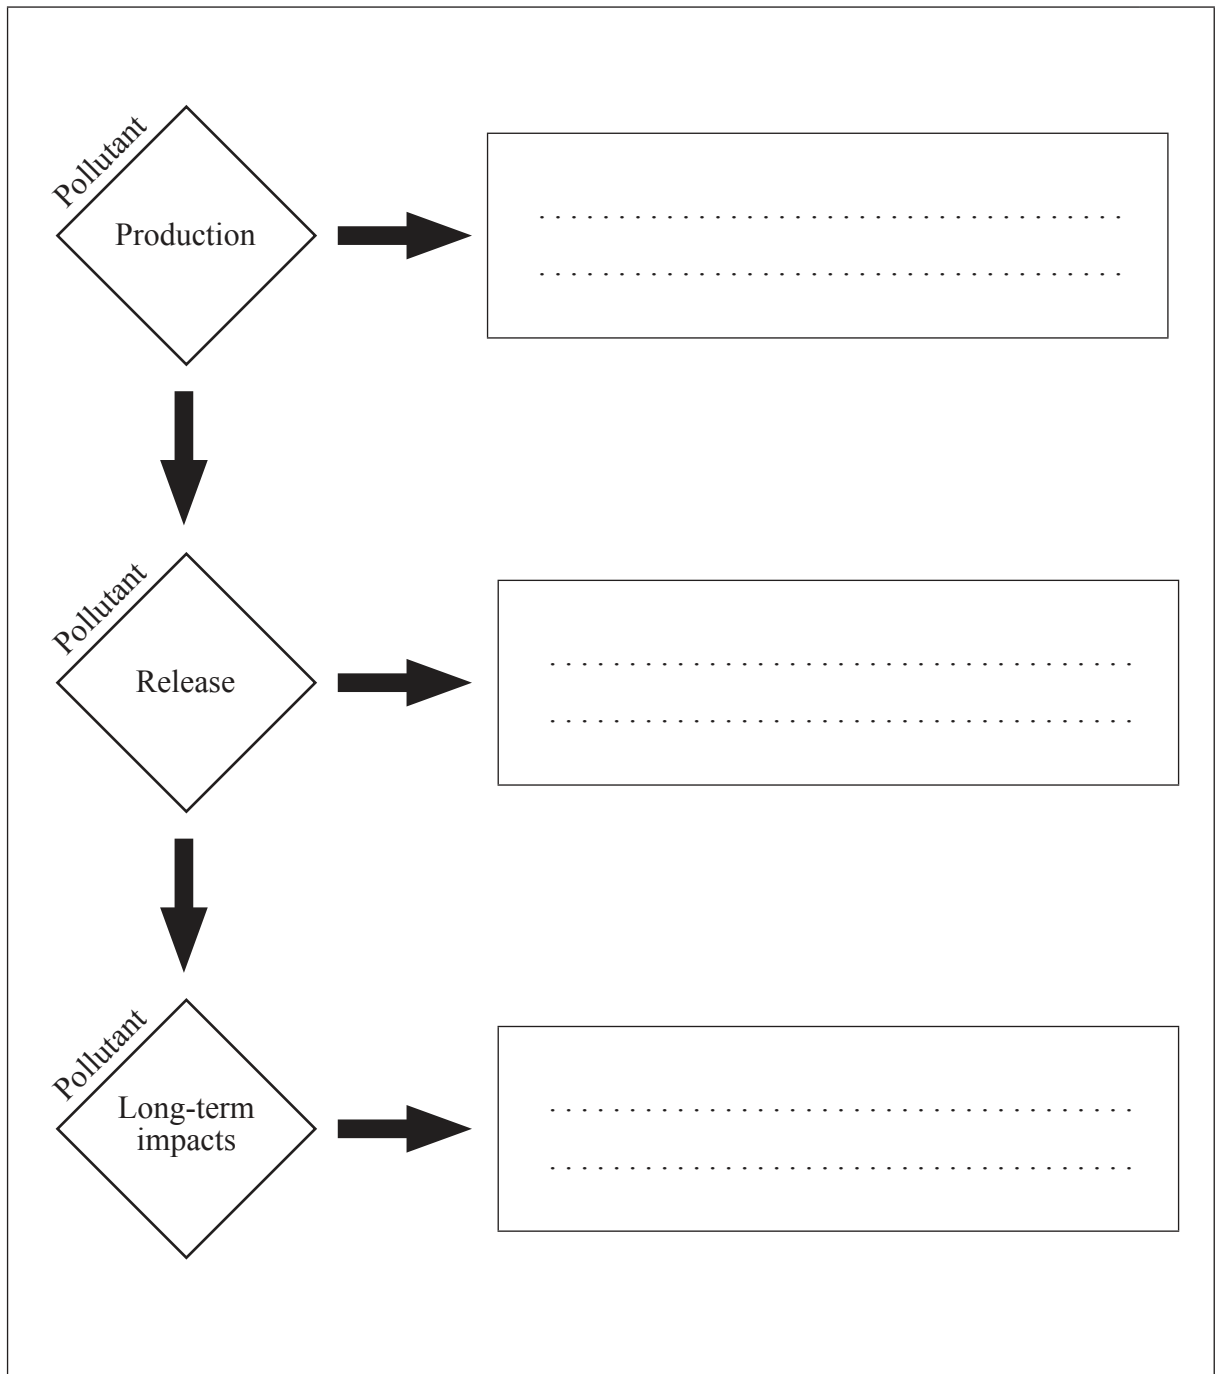 Pollutant
Production
Pollutant
Release
Pollutant
Long-term
impacts